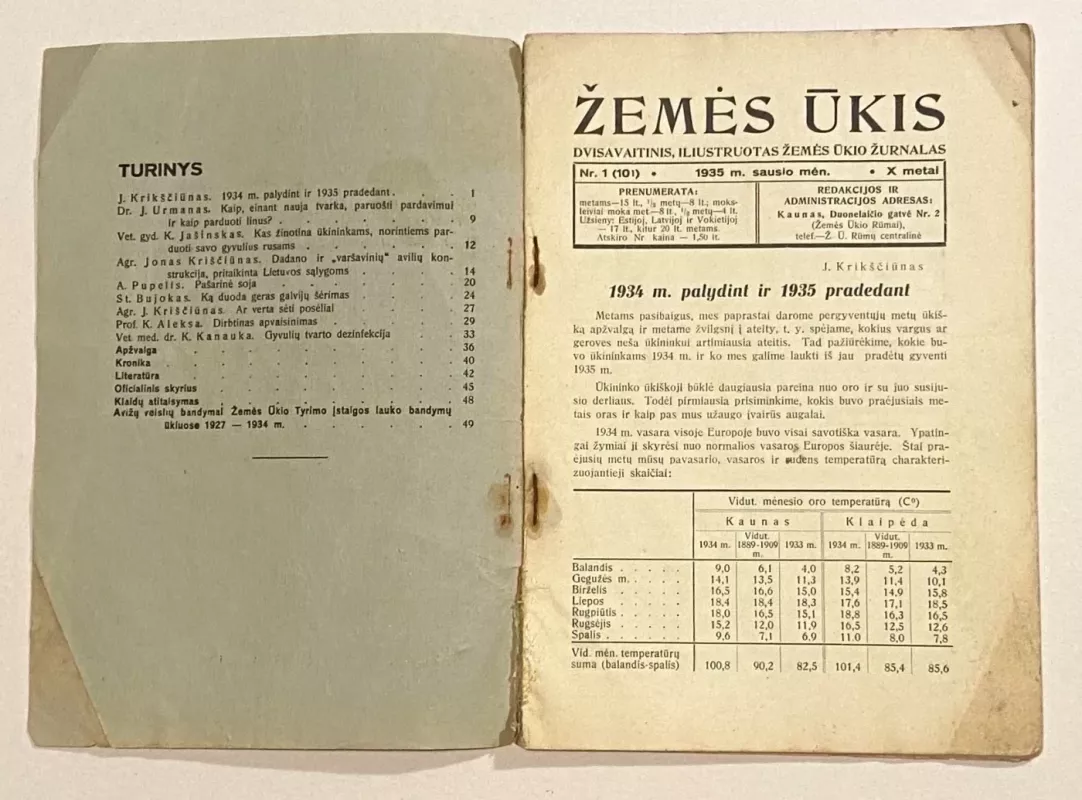 TURINYS
J. Krikščiūnas. 1934 m. palydint ir 1935 pradedant . . . 1
Dr. J. Urmanas. Kaip, einant nauja tvarka, paruošti pardavimui
ir kaip parduoti linus? . . . . . . . . 9
Vet. gyd. K. Jašinskas. Kas žinotina ūkininkams, norintiems par-
duoti savo gyvulius rusams . . . . . . 12
Agr. Jonas Kriščiūnas. Dadano ir „varšavinių" avilių kon-
strukcija, pritaikinta Lietuvos sąlygoms . . . . 14
A. Pupelis. Pašarinė soja . . . . . . . 20
St. Bujokas. Ką duoda geras galvijų šėrimas . . . . 24
Agr. J. Kriščiūnas. Ar verta sėti posėliai . . . . 27
Prof. K. Aleksa. Dirbtinas apvaisinimas . . . . 29
Vet. med. dr. K. Kanauka. Gyvulių tvarto dezinfekcija . . . 33
Apžvalga . . . . . . . . . 36
Kronika . . . . . . . . . 40
Literatūra . . . . . . . . . 42
Oficialinis skyrius . . . . . . . . 45
Klaidų atitaisymas . . . . . . . . 48
Avižų veislių bandymai Žemės Ūkio Tyrimo Įstaigos lauko bandymų
ūkiuose 1927 — 1934 m. . . . . . . 49
ŽEMĖS ŪKIS
DVISAVAITINIS, ILIUSTRUOTAS ŽEMĖS ŪKIO ŽURNALAS
Nr. 1 (101) • 1935 m. sausio mėn. • X metai
PRENUMERATA:
metams—15 lt., ½ metų—8 lt.; moks-
leiviai moka met.—8 lt., ½ metų—4 lt.
Užsieny: Estijoj, Latvijoj ir Vokietijoj
— 17 lt., kitur 20 lt. metams.
Atskiro Nr kaina — 1,50 lt.
REDAKCIJOS IR
ADMINISTRACIJOS ADRESAS:
Kaunas, Duonelaičio gatvė Nr. 2
(Žemės Ūkio Rūmai),
telef.—Ž. Ū. Rūmų centralinė
J. Krikščiūnas
1934 m. palydint ir 1935 pradedant
Metams pasibaigus, mes paprastai darome pergyventųjų metų ūkiš-
ką apžvalgą ir metame žvilgsnį į ateitį, t. y. spėjame, kokius vargus ar
geroves neša ūkininkui artimiausia ateitis. Tad pažiūrėkime, kokie bu-
vo ūkininkams 1934 m. ir ko mes galime laukti iš jau pradėtų gyventi
1935 m.
Ūkininko ūkiškoji būklė daugiausia pareina nuo oro ir su juo susiju-
sio derliaus. Todėl pirmiausia prisiminkime, kokis buvo praėjusiais me-
tais oras ir kaip pas mus užaugo įvairūs augalai.
1934 m. vasara visoje Europoje buvo visai savotiška vasara. Ypatin-
gai žymiai ji skyrėsi nuo normalios vasaros Europos šiaurėje. Štai pra-
ėjusių metų mūsų pavasario, vasaros ir rudens temperatūrą charakteri-
zuojantieji skaičiai:
Vidut. mėnesio oro temperatūrą (C°)
Kaunas Klaipėda
1934 m. Vidut. 1889-1909 m. 1933 m. 1934 m. Vidut. 1889-1909 m. 1933 m.
Balandis . . . . . 9,0 6,1 4,0 8,2 5,2 4,3
Gegužės m. . . . . 14,1 13,5 11,3 13,9 11,4 10,1
Birželis . . . . . 16,5 16,6 15,0 15,4 14,9 15,8
Liepos . . . . . 18,4 18,4 18,3 17,6 17,1 18,5
Rugpiūtis . . . . . 18,0 16,5 15,1 18,8 16,3 16,5
Rugsėjis . . . . . 15,2 12,0 11,9 16,5 12,5 12,6
Spalis . . . . . . 9,6 7,1 6,9 11,0 8,0 7,8
Vid. mėn. temperatūrų
suma (balandis-spalis) 100,8 90,2 82,5 101,4 85,4 85,6